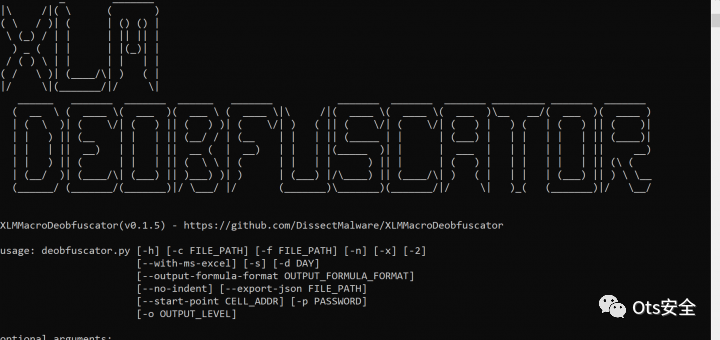 XLM
DEOBFUSCATOR
XLMMacroDeobfuscator(v0.1.5) - https://github.com/DissectMalware/XLMMacroDeobfuscator
usage: deobfuscator.py [-h] [-c FILE_PATH] [-f FILE_PATH] [-n] [-x] [-2]
[--with-ms-excel] [-s] [-d DAY]
[--output-formula-format OUTPUT_FORMULA_FORMAT]
[--no-indent] [--export-json FILE_PATH]
[--start-point CELL_ADDR] [-p PASSWORD]
[-o OUTPUT_LEVEL]
optional arguments:
Ots安全